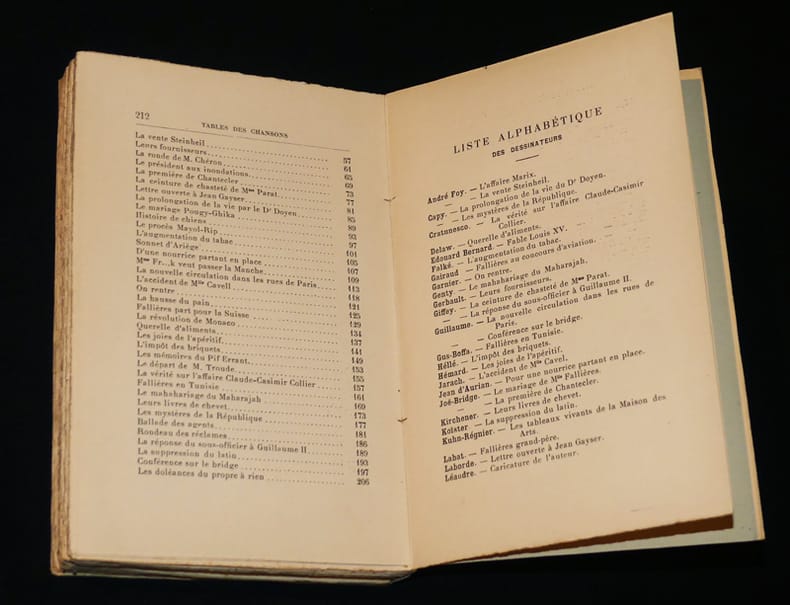 212
TABLES DES CHANSONS
La vente Steinheil 57
Leurs fournisseurs 61
La ronde de M. Chéron 65
Le président aux inondations 69
La première de Chantecler 73
La ceinture de chasteté de Mme Parat 77
Lettre ouverte à Jean Gayser 81
La prolongation de la vie par le Dr Doyen 85
Le mariage Pougy-Ghika 89
Histoire de chiens 93
Le procès Mayol-Rip 97
L'augmentation du tabac 101
Sonnet d'Ariège 105
D'une nourrice partant en place 107
Mme Fr...k veut passer la Manche 109
La nouvelle circulation dans les rues de Paris 113
L'accident de Mlle Cavell 118
On rentre 121
La hausse du pain 125
Fallières part pour la Suisse 129
La révolution de Monaco 134
Querelle d'aliments 137
Les joies de l'apéritif 141
L'impôt des briquets 149
Les mémoires du Pif Errant 153
Le départ de M. Troude 155
La vérité sur l'affaire Claude-Casimir Collier 157
Fallières en Tunisie 161
Le mahahariage du Maharajah 169
Leurs livres de chevet 173
Les mystères de la République 177
Ballade des agents 181
Rondeau des réclames 186
La réponse du sous-officier à Guillaume II 189
La suppression du latin 193
Conférence sur le bridge 197
Les doléances du propre à rien 206
LISTE ALPHABÉTIQUE
DES DESSINATEURS
André Foy. — L'affaire Marix.
— — La vente Steinheil.
Capy. — La prolongation de la vie du Dr Doyen.
— — Les mystères de la République.
Cratnnesco. — La vérité sur l'affaire Claude-Casimir
Collier.
Delaw. — Querelle d'aliments.
Édouard Bernard. — Fable Louis XV.
Falké. — L'augmentation du tabac.
Gairaud — Fallières au concours d'aviation.
Garnier. — On rentre.
Genty. — Le mahahariage du Maharajah.
Gerbault. — Leurs fournisseurs.
Giffey. — La ceinture de chasteté de Mme Parat.
— — La réponse du sous-officier à Guillaume II.
Guillaume. — La nouvelle circulation dans les rues de
Paris.
— — Conférence sur le bridge.
Gus-Boffa. — Fallières en Tunisie.
Héllé. — L'impôt des briquets.
Hémard. — Les joies de l'apéritif.
Jarach. — L'accident de Mlle Cavel.
Jean d'Aurian. — Pour une nourrice partant en place.
Joë-Bridge. — Le mariage de Mlle Fallières.
— — La première de Chantecler.
Kirchener. — Leurs livres de chevet.
Kolster — La suppression du latin.
Kuhn-Régnier. — Les tableaux vivants de la Maison des
Arts.
Labat. — Fallières grand-père.
Laborde. — Lettre ouverte à Jean Gayser.
Léandre. — Caricature de l'auteur.